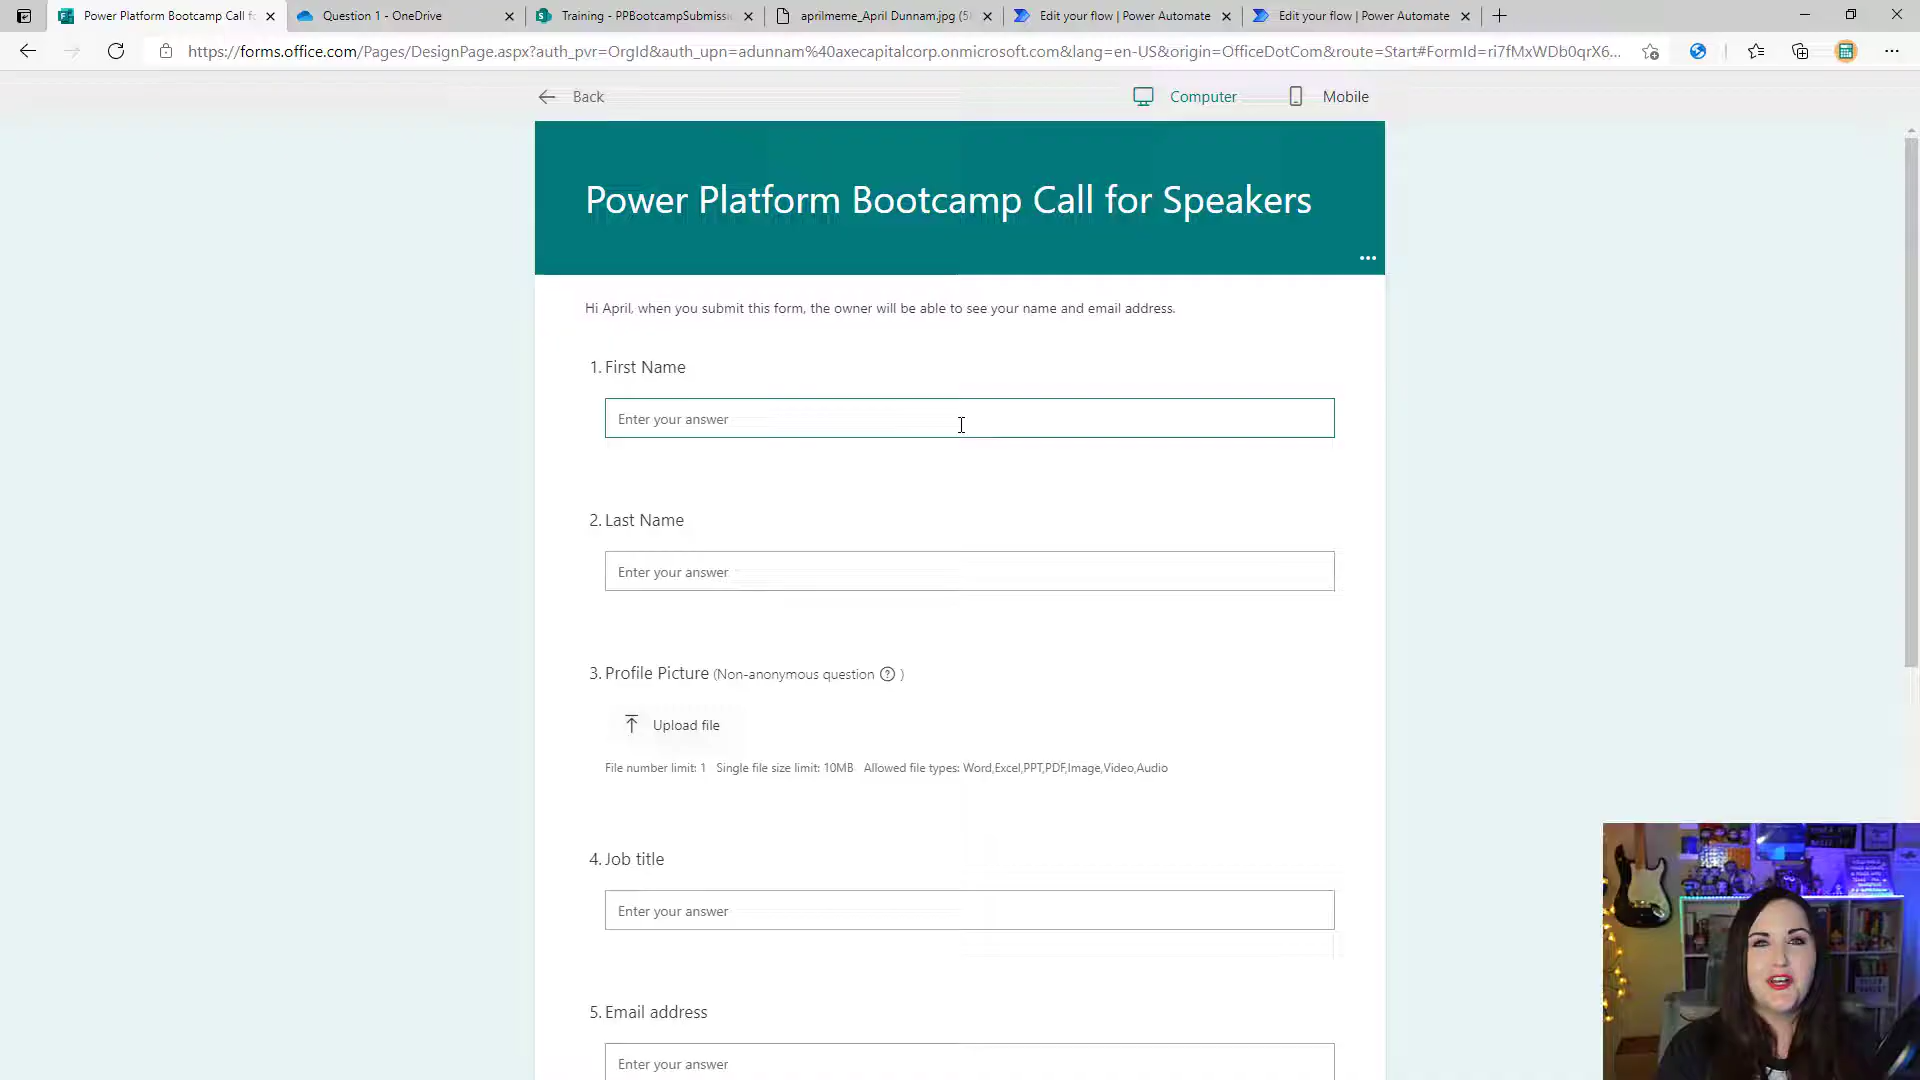 Power Platform Bootcamp Call fo
Question 1 - OneDrive
Training - PPBootcampSubmissi
aprilmeme_April Dunnam.jpg (5
Edit your flow | Power Automate
Edit your flow | Power Automate
https://forms.office.com/Pages/DesignPage.aspx?auth_pvr=OrgId&auth_upn=adunnam%40axecapitalcorp.onmicrosoft.com&lang=en-US&origin=OfficeDotCom&route=Start#FormId=ri7fMxWDb0qrX6...
Back
Computer
Mobile
Power Platform Bootcamp Call for Speakers
Hi April, when you submit this form, the owner will be able to see your name and email address.
1. First Name
Enter your answer
2. Last Name
Enter your answer
3. Profile Picture (Non-anonymous question ? )
Upload file
File number limit: 1 Single file size limit: 10MB Allowed file types: Word,Excel,PPT,PDF,Image,Video,Audio
4. Job title
Enter your answer
5. Email address
Enter your answer